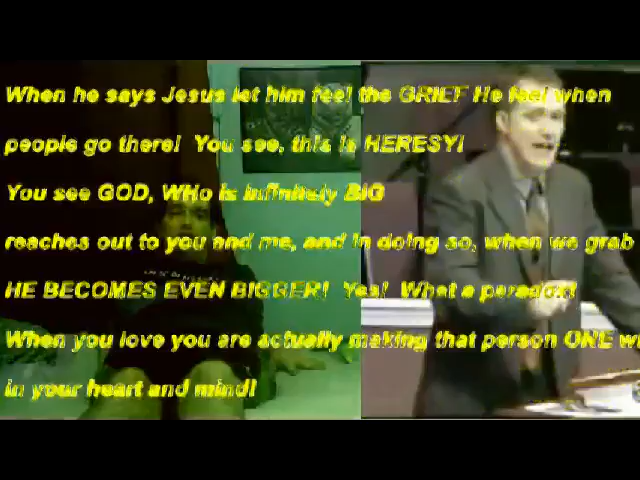 When he says Jesus let him feel the GRIEF He feel when
people go there! You see, this is HERESY!
You see GOD, WHo is infinitely BIG
reaches out to you and me, and in doing so, when we grab
HE BECOMES EVEN BIGGER! Yes! What a paradox!
When you love you are actually making that person ONE
in your heart and mind!